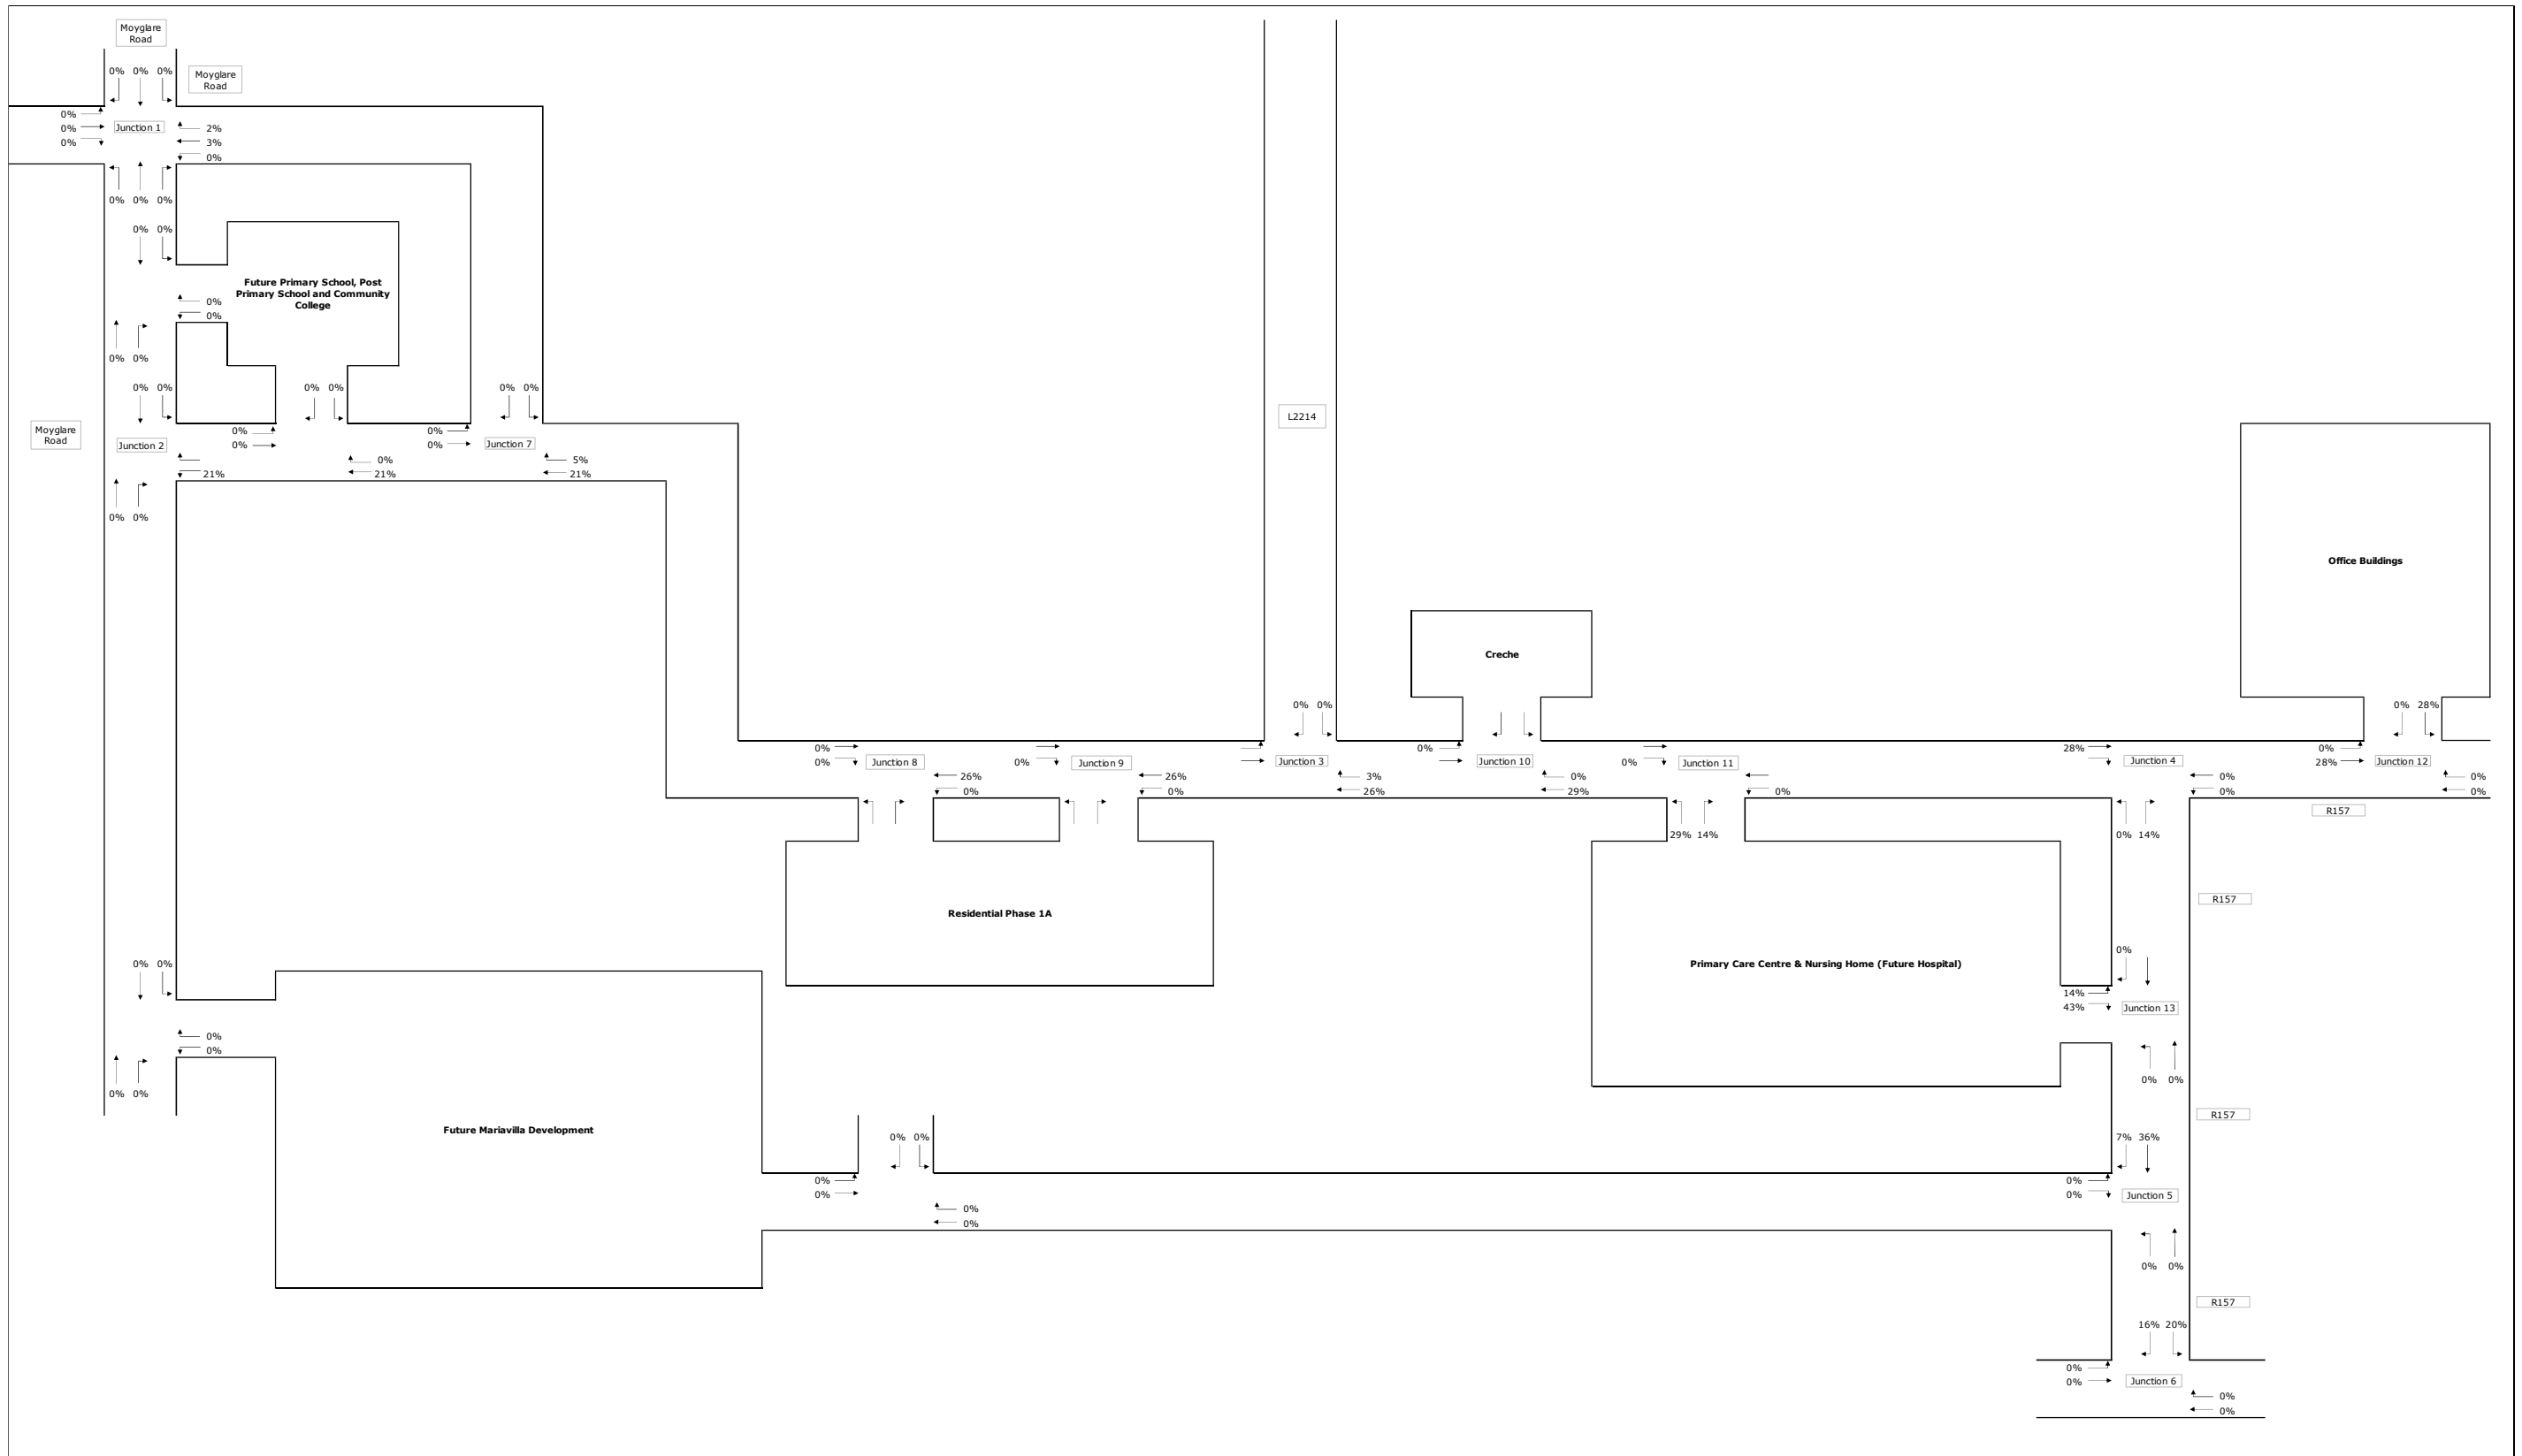 Moyglare
Road
0% 0% 0%
Moyglare
Road
0%
0%
0%
Junction 1
2%
3%
0%
0% 0% 0%
0% 0%
Future Primary School, Post
Primary School and Community
College
0%
0%
0% 0%
0% 0%
0% 0%
0% 0%
Moyglare
Road
Junction 2
0%
0%
0%
0%
Junction 7
L2214
21%
0%
21%
5%
21%
0% 0%
Office Buildings
Creche
0% 0%
0% 28%
0%
0%
Junction 8
0%
Junction 9
Junction 3
0%
Junction 10
0%
Junction 11
28%
Junction 4
0%
28%
Junction 12
26%
0%
26%
0%
3%
26%
0%
29%
0%
0%
0%
0%
0%
R157
29% 14%
0% 14%
R157
Residential Phase 1A
0% 0%
Primary Care Centre & Nursing Home (Future Hospital)
0%
14%
43%
Junction 13
0%
0%
0% 0%
0% 0%
R157
Future Mariavilla Development
0% 0%
7% 36%
0%
0%
0%
0%
Junction 5
0%
0%
0% 0%
R157
16% 20%
0%
0%
Junction 6
0%
0%